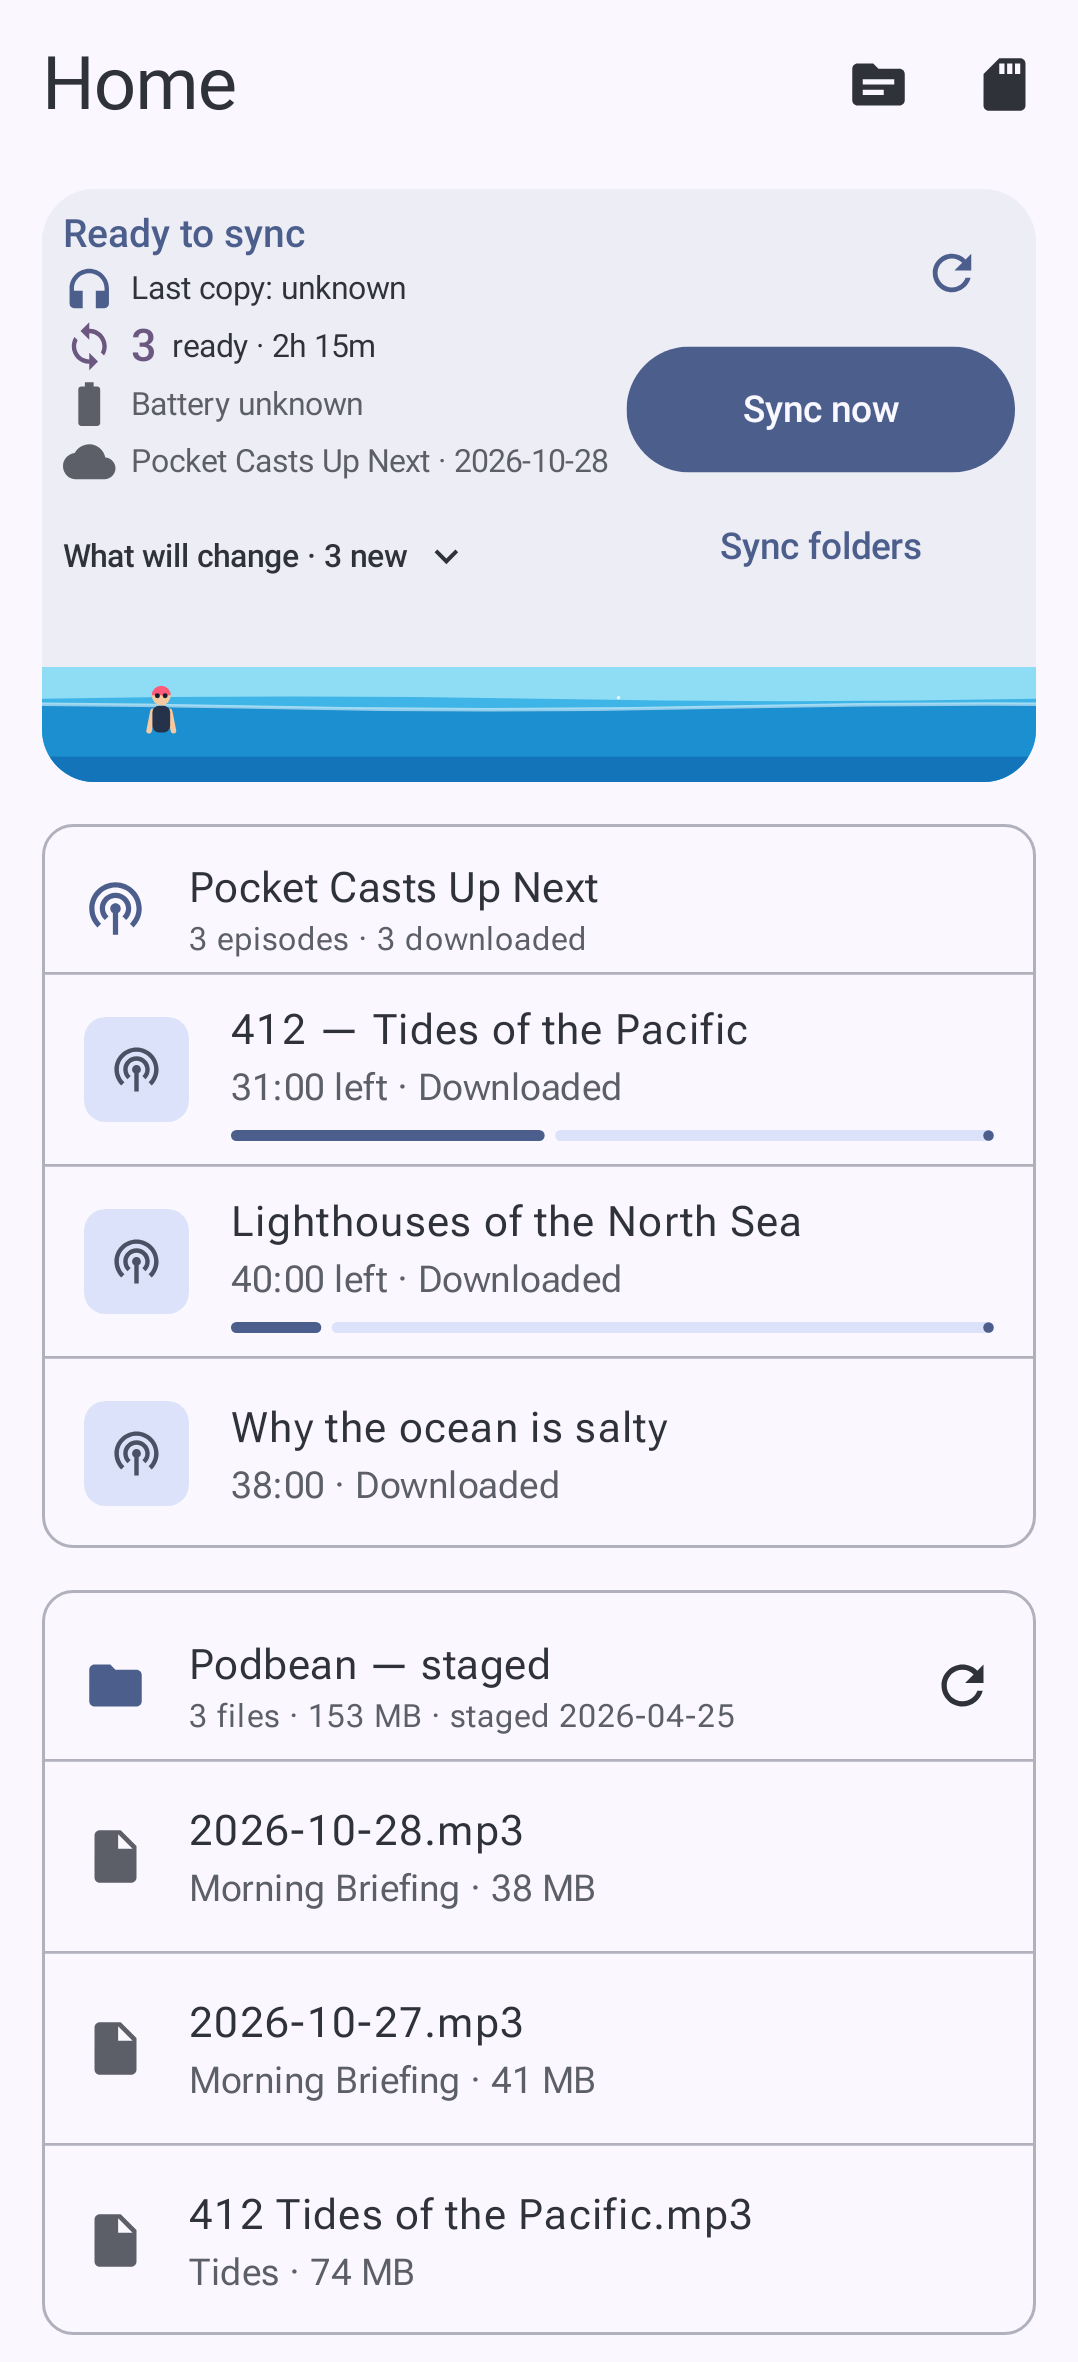 Home
Ready to sync
Last copy: unknown
3 ready · 2h 15m
Battery unknown
Sync now
Pocket Casts Up Next · 2026-10-28
What will change · 3 new
Sync folders
Pocket Casts Up Next
3 episodes · 3 downloaded
412 — Tides of the Pacific
31:00 left · Downloaded
Lighthouses of the North Sea
40:00 left · Downloaded
Why the ocean is salty
38:00 · Downloaded
Podbean — staged
3 files · 153 MB · staged 2026-04-25
2026-10-28.mp3
Morning Briefing · 38 MB
2026-10-27.mp3
Morning Briefing · 41 MB
412 Tides of the Pacific.mp3
Tides · 74 MB